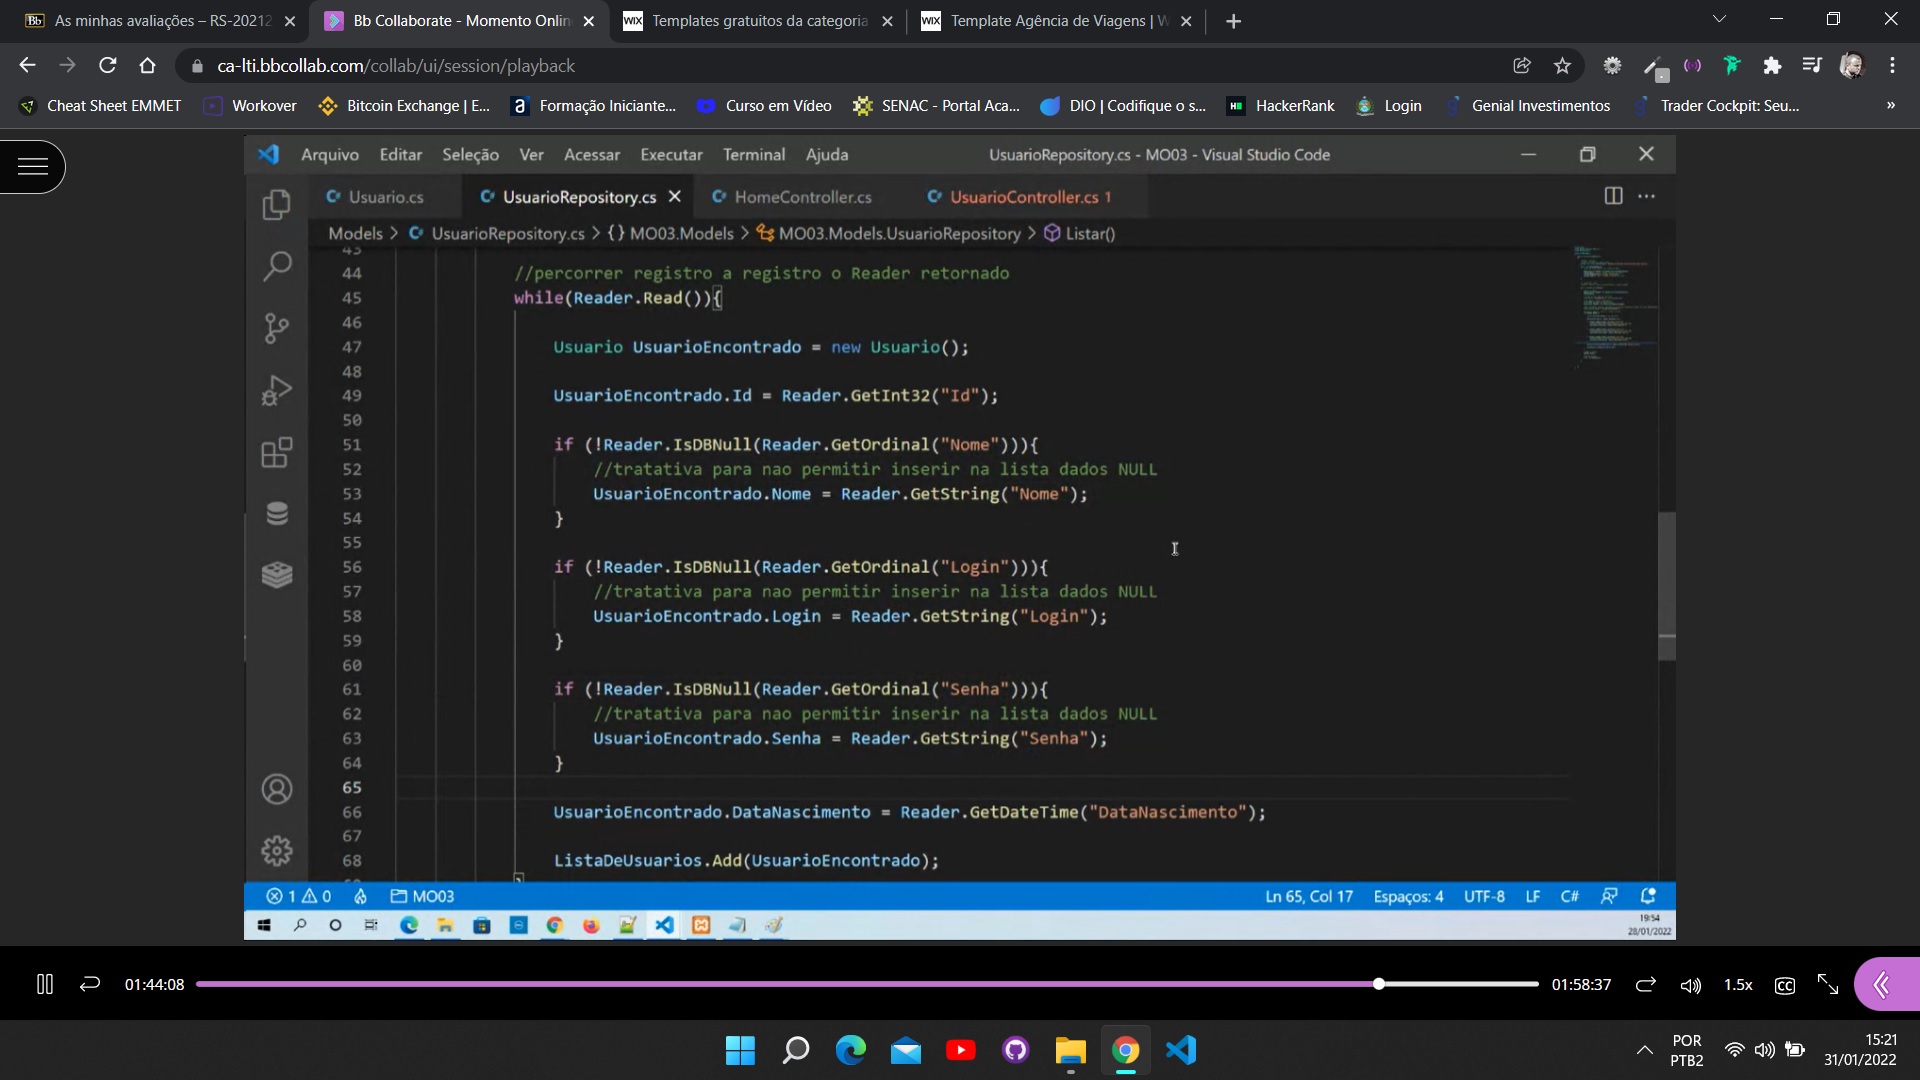 As minhas avaliações – RS-20212
Bb Collaborate - Momento Onlin
Templates gratuitos da categoria
Template Agência de Viagens | W
ca-lti.bbcollab.com/collab/ui/session/playback
Cheat Sheet EMMET
Workover
Bitcoin Exchange | E...
Formação Iniciante...
Curso em Vídeo
SENAC - Portal Aca...
DIO | Codifique o s...
HackerRank
Login
Genial Investimentos
Trader Cockpit: Seu...
Arquivo Editar Seleção Ver Acessar Executar Terminal Ajuda
UsuarioRepository.cs - MO03 - Visual Studio Code
Usuario.cs
UsuarioRepository.cs
HomeController.cs
UsuarioController.cs 1
Models > UsuarioRepository.cs > {} MO03.Models > MO03.Models.UsuarioRepository > Listar()
43
44 //percorrer registro a registro o Reader retornado
45 while(Reader.Read()){
46
47 Usuario UsuarioEncontrado = new Usuario();
48
49 UsuarioEncontrado.Id = Reader.GetInt32("Id");
50
51 if (!Reader.IsDBNull(Reader.GetOrdinal("Nome"))){
52 //tratativa para nao permitir inserir na lista dados NULL
53 UsuarioEncontrado.Nome = Reader.GetString("Nome");
54 }
55
56 if (!Reader.IsDBNull(Reader.GetOrdinal("Login"))){
57 //tratativa para nao permitir inserir na lista dados NULL
58 UsuarioEncontrado.Login = Reader.GetString("Login");
59 }
60
61 if (!Reader.IsDBNull(Reader.GetOrdinal("Senha"))){
62 //tratativa para nao permitir inserir na lista dados NULL
63 UsuarioEncontrado.Senha = Reader.GetString("Senha");
64 }
65
66 UsuarioEncontrado.DataNascimento = Reader.GetDateTime("DataNascimento");
67
68 ListaDeUsuarios.Add(UsuarioEncontrado);
1 0 MO03
Ln 65, Col 17 Espaços: 4 UTF-8 LF C#
19:54
28/01/2022
01:44:08
01:58:37
1.5x
CC
POR
PTB2
15:21
31/01/2022